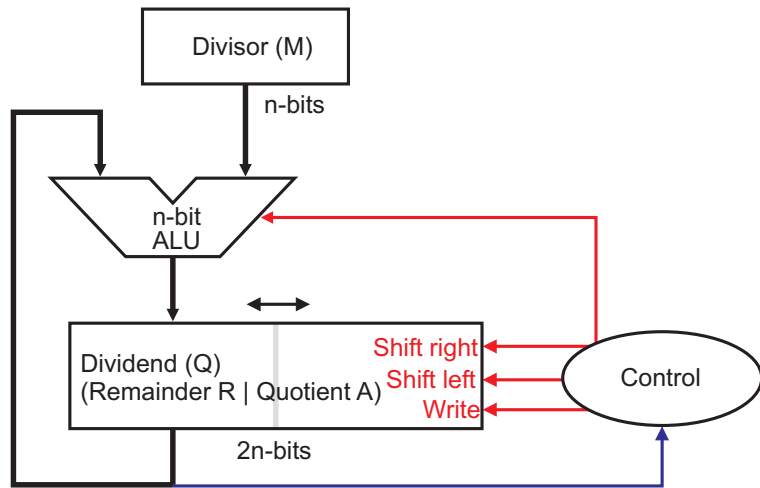 Divisor (M)
n-bits
n-bit
ALU
Dividend (Q)
(Remainder R | Quotient A)
Shift right
Shift left
Write
Control
2n-bits